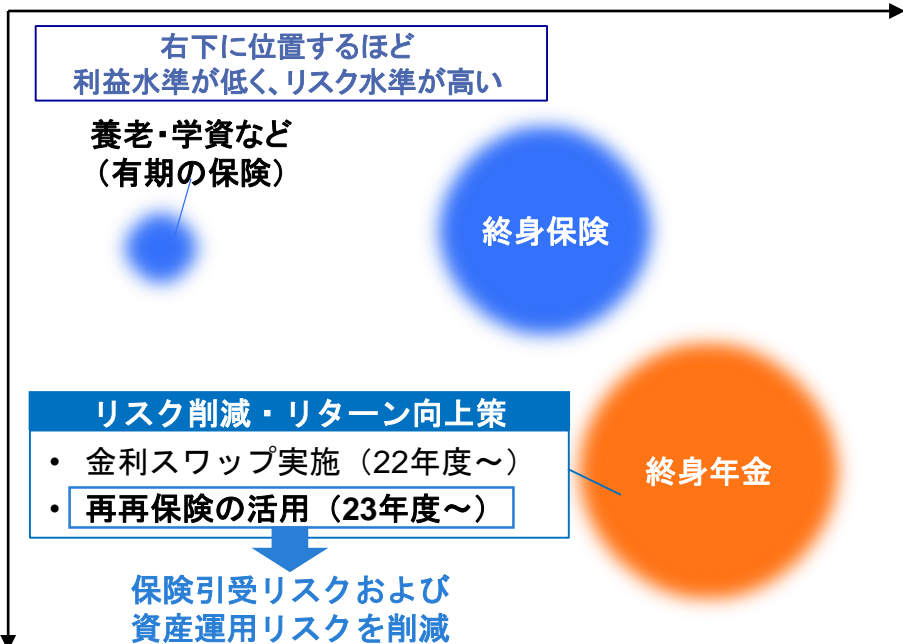 右下に位置するほど
利益水準が低く、リスク水準が高い
養老・学資など
（有期の保険）
終身保険
リスク削減・リターン向上策
• 金利スワップ実施（22年度～）
• 再再保険の活用（23年度～）
終身年金
保険引受リスクおよび
資産運用リスクを削減